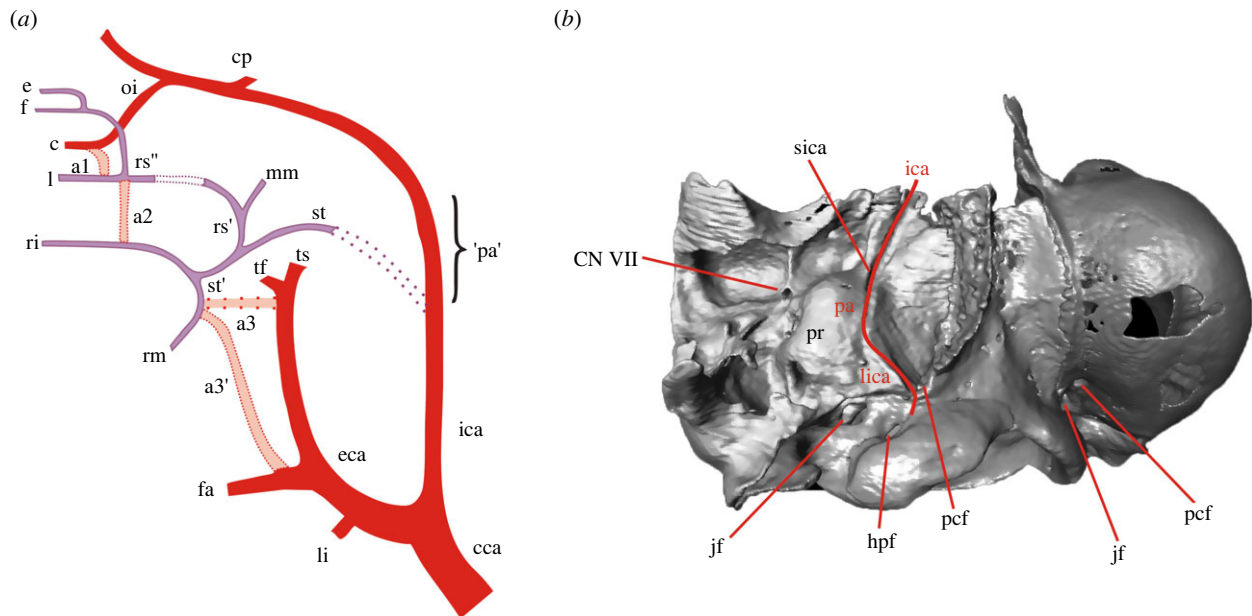 (a)
cp
e
oi
f
c
a1
rs"
l
mm
a2
rs'
st
'pa'
ri
tf
ts
st'
a3
rm
a3'
ica
eca
fa
li
cca
(b)
sica
ica
CN VII
pa
pr
lica
jf
hpf
pcf
jf
pcf